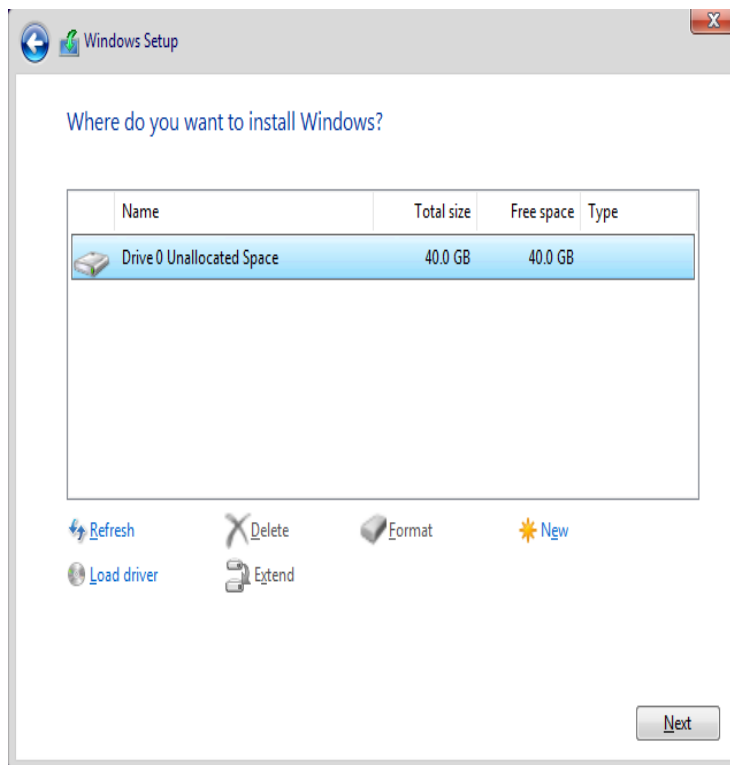 Windows Setup
Where do you want to install Windows?
Name Total size Free space Type
Drive 0 Unallocated Space 40.0 GB 40.0 GB
Refresh Delete Format New
Load driver Extend
Next